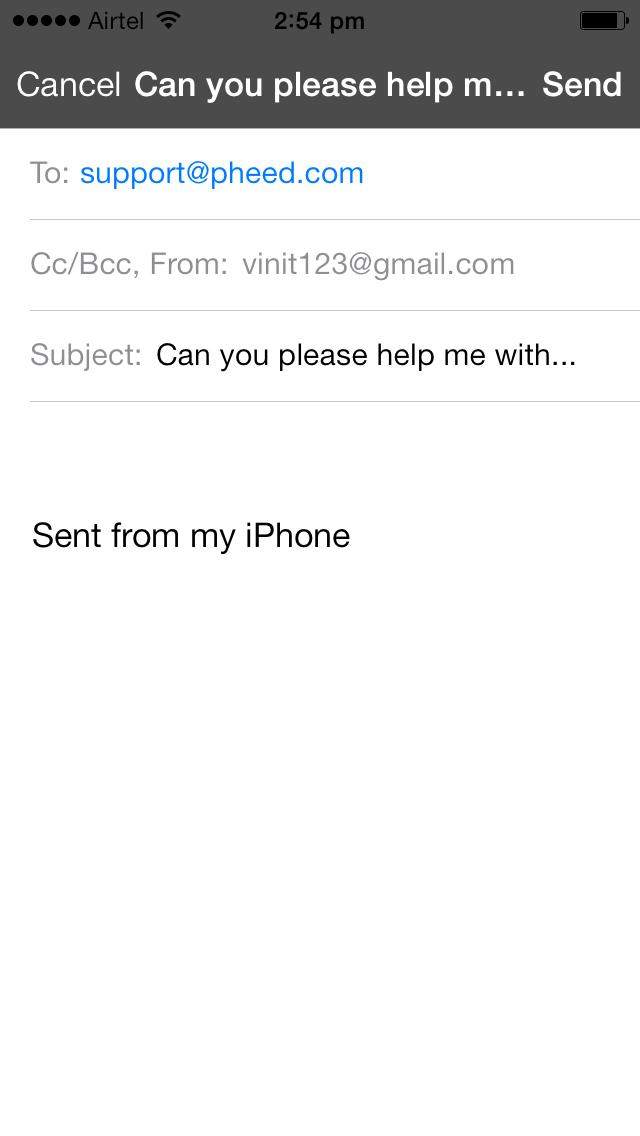 Airtel 2:54 pm
Cancel Can you please help m... Send
To: support@pheed.com
Cc/Bcc, From: vinit123@gmail.com
Subject: Can you please help me with...
Sent from my iPhone